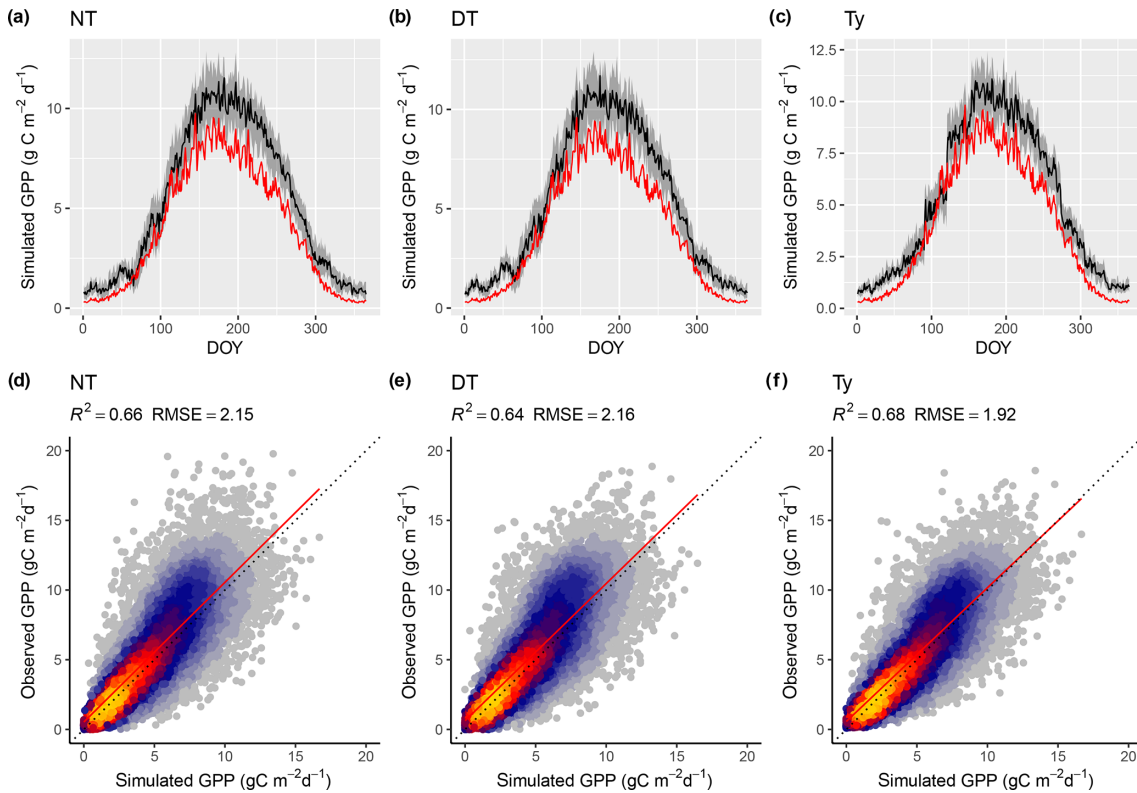 (a) NT
Simulated GPP (g C m⁻² d⁻¹)
10
5
0
0 100 200 300
DOY
(b) DT
Simulated GPP (g C m⁻² d⁻¹)
10
5
0
0 100 200 300
DOY
(c) Ty
Simulated GPP (g C m⁻² d⁻¹)
12.5
10.0
7.5
5.0
2.5
0.0
0 100 200 300
DOY
(d) NT
R² = 0.66 RMSE = 2.15
Observed GPP (gC m⁻²d⁻¹)
20
15
10
5
0
0 5 10 15 20
Simulated GPP (gC m⁻²d⁻¹)
(e) DT
R² = 0.64 RMSE = 2.16
Observed GPP (gC m⁻²d⁻¹)
20
15
10
5
0
0 5 10 15 20
Simulated GPP (gC m⁻²d⁻¹)
(f) Ty
R² = 0.68 RMSE = 1.92
Observed GPP (gC m⁻²d⁻¹)
20
15
10
5
0
0 5 10 15 20
Simulated GPP (gC m⁻²d⁻¹)